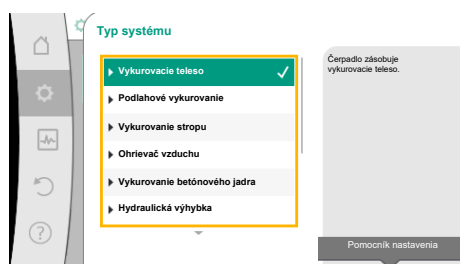 Typ systému
Vykurovacie teleso
Podlahové vykurovanie
Vykurovanie stropu
Ohrievač vzduchu
Vykurovanie betónového jadra
Hydraulická výhybka
Čerpadlo zásobuje
vykurovacie teleso.
Pomocník nastavenia